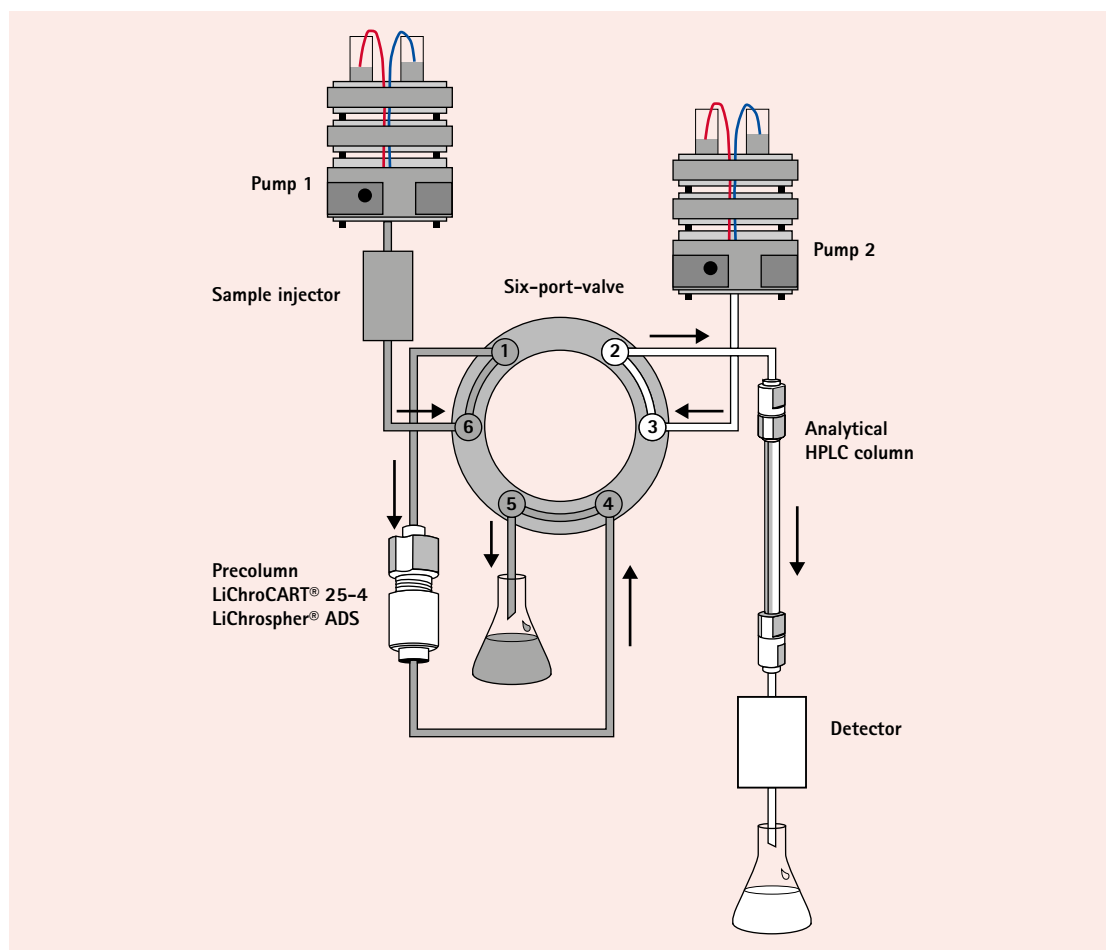 Pump 1
Pump 2
Sample injector
Six-port-valve
1
2
6
3
5
4
Analytical
HPLC column
Precolumn
LiChroCART® 25-4
LiChrospher® ADS
Detector